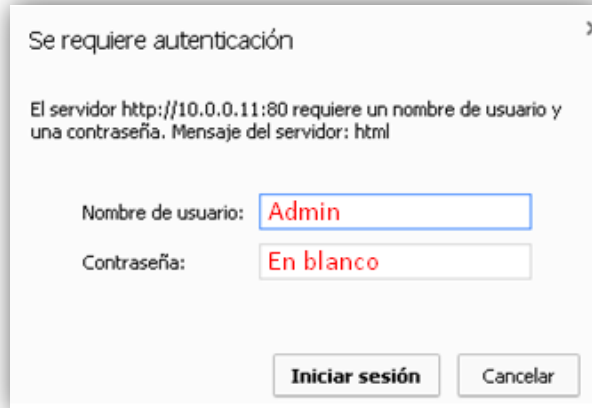 Se requiere autenticación
El servidor http://10.0.0.11:80 requiere un nombre de usuario y
una contraseña. Mensaje del servidor: html
Nombre de usuario: Admin
Contraseña: En blanco
Iniciar sesión Cancelar